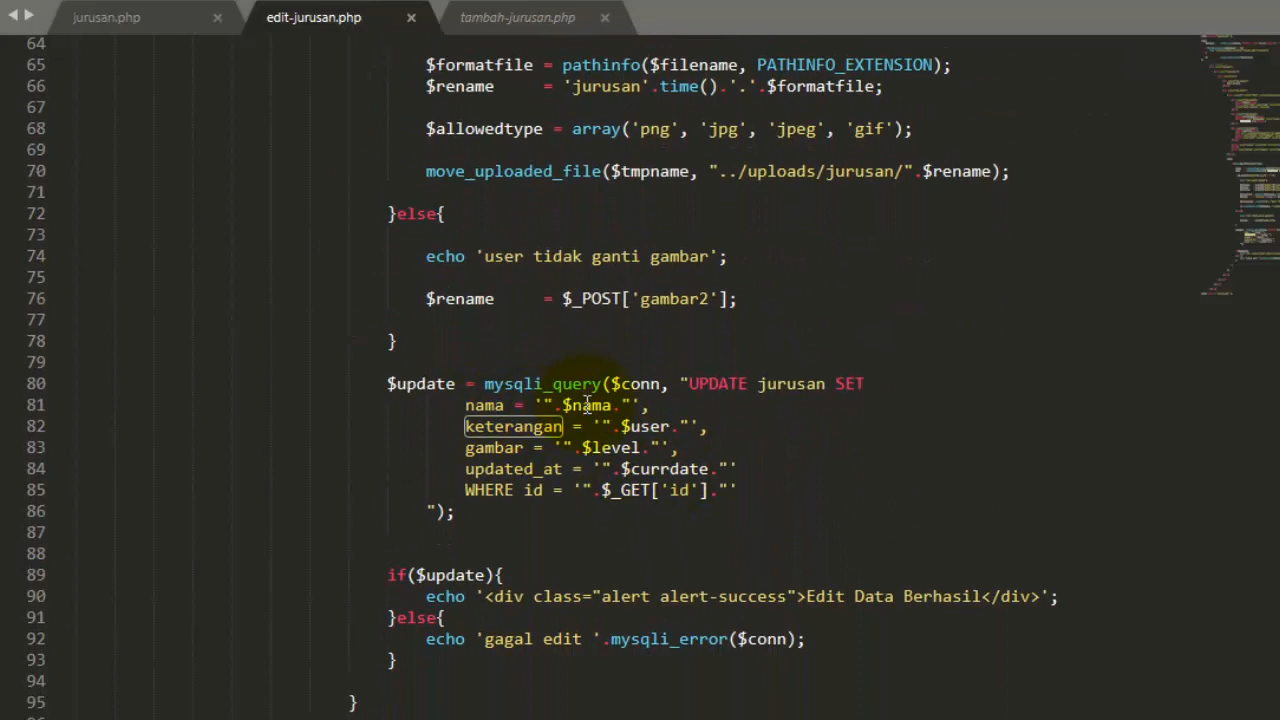 jurusan.php × edit-jurusan.php × tambah-jurusan.php ×
64
65 $formatfile = pathinfo($filename, PATHINFO_EXTENSION);
66 $rename = 'jurusan'.time().'.'.$formatfile;
67
68 $allowedtype = array('png', 'jpg', 'jpeg', 'gif');
69
70 move_uploaded_file($tmpname, "../uploads/jurusan/".$rename);
71
72 }else{
73
74 echo 'user tidak ganti gambar';
75
76 $rename = $_POST['gambar2'];
77
78 }
79
80 $update = mysqli_query($conn, "UPDATE jurusan SET
81 nama = '".$nama."',
82 keterangan = '".$user."',
83 gambar = '".$level."',
84 updated_at = '".$currdate."'
85 WHERE id = '".$_GET['id']."'
86 ");
87
88
89 if($update){
90 echo '<div class="alert alert-success">Edit Data Berhasil</div>';
91 }else{
92 echo 'gagal edit '.mysqli_error($conn);
93 }
94
95 }